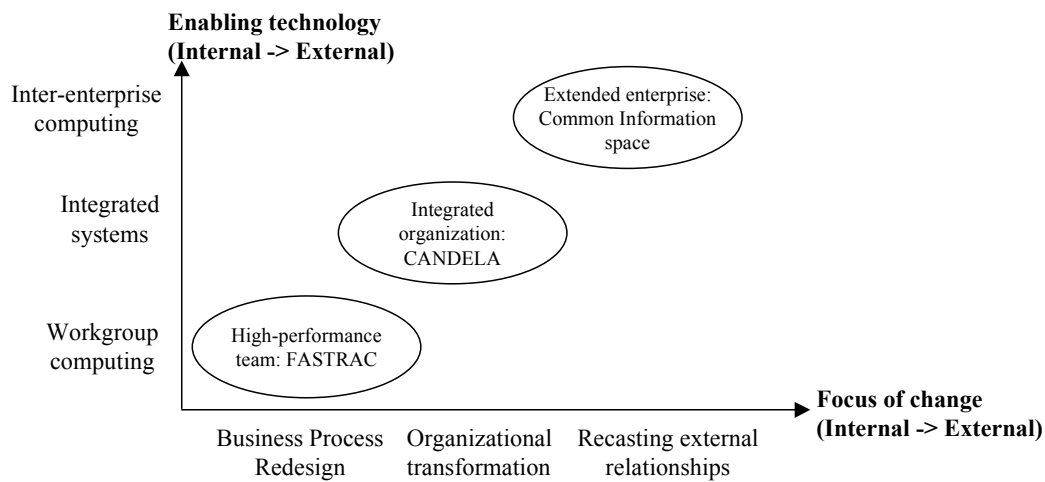 Enabling technology
(Internal -> External)
Inter-enterprise
computing
Extended enterprise:
Common Information
space
Integrated
systems
Integrated
organization:
CANDELA
Workgroup
computing
High-performance
team: FASTRAC
Focus of change
(Internal -> External)
Business Process
Redesign
Organizational
transformation
Recasting external
relationships